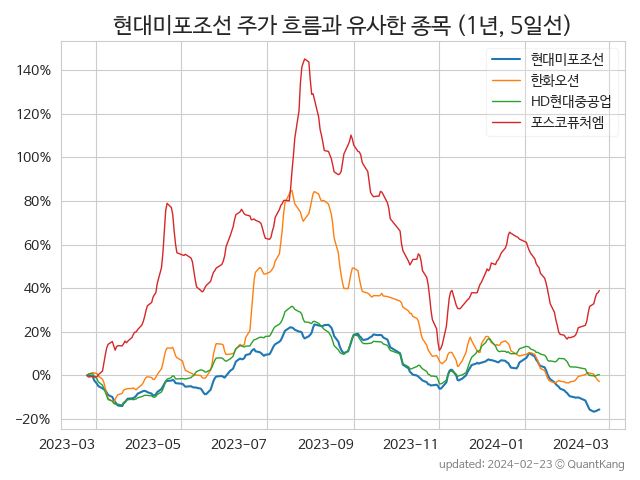 현대미포조선 주가 흐름과 유사한 종목 (1년, 5일선)
현대미포조선
한화오션
HD현대중공업
포스코퓨처엠
140%
120%
100%
80%
60%
40%
20%
0%
−20%
2023-03 2023-05 2023-07 2023-09 2023-11 2024-01 2024-03
updated: 2024-02-23 © QuantKang